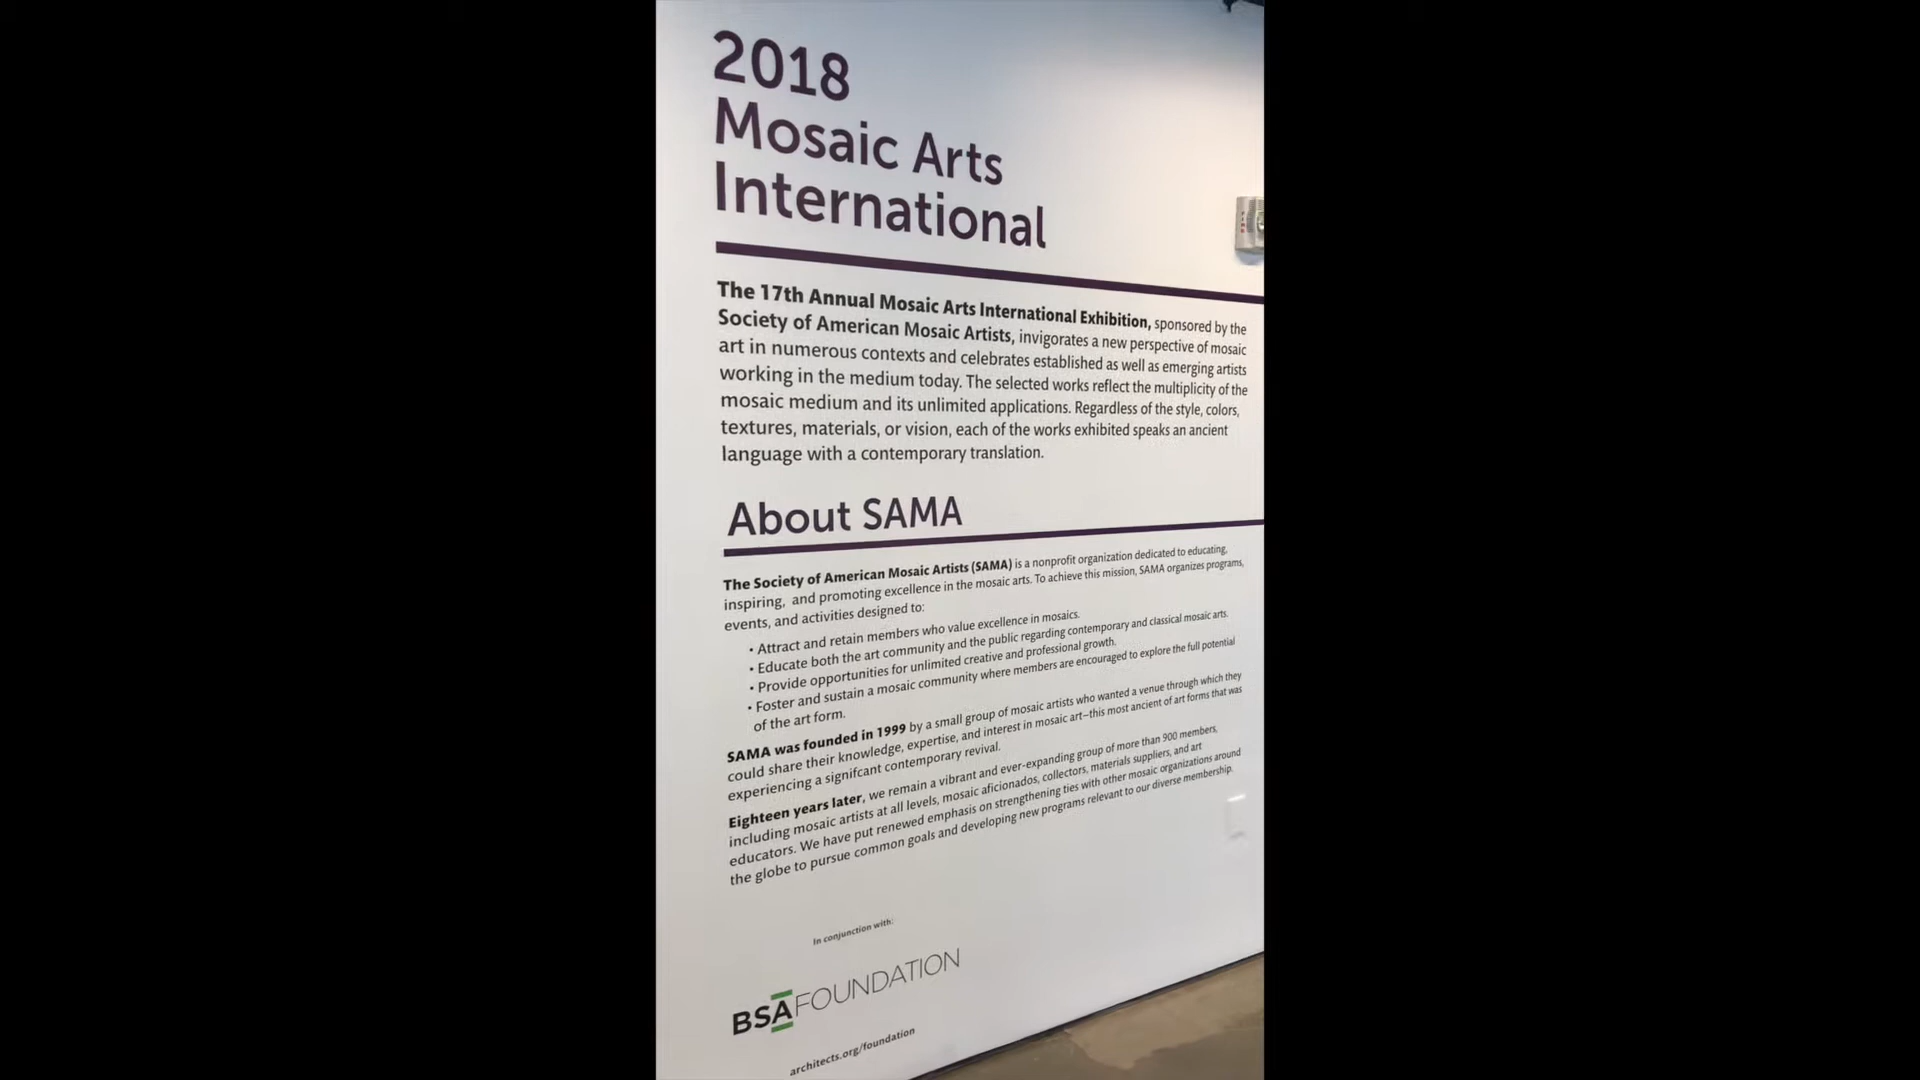 2018
Mosaic Arts
International
The 17th Annual Mosaic Arts International Exhibition, sponsored by the
Society of American Mosaic Artists, invigorates a new perspective of mosaic
art in numerous contexts and celebrates established as well as emerging artists
working in the medium today. The selected works reflect the multiplicity of the
mosaic medium and its unlimited applications. Regardless of the style, colors,
textures, materials, or vision, each of the works exhibited speaks an ancient
language with a contemporary translation.
About SAMA
The Society of American Mosaic Artists (SAMA) is a nonprofit organization dedicated to educating,
inspiring, and promoting excellence in the mosaic arts. To achieve this mission, SAMA organizes programs,
events, and activities designed to:
• Attract and retain members who value excellence in mosaics.
• Educate both the art community and the public regarding contemporary and classical mosaic arts.
• Provide opportunities for unlimited creative and professional growth.
• Foster and sustain a mosaic community where members are encouraged to explore the full potential
of the art form.
SAMA was founded in 1999 by a small group of mosaic artists who wanted a venue through which they
could share their knowledge, expertise, and interest in mosaic art—this most ancient of art forms that was
experiencing a signifcant contemporary revival.
Eighteen years later, we remain a vibrant and ever-expanding group of more than 900 members,
including mosaic artists at all levels, mosaic aficionados, collectors, materials suppliers, and art
educators. We have put renewed emphasis on strengthening ties with other mosaic organizations around
the globe to pursue common goals and developing new programs relevant to our diverse membership.
In conjunction with:
BSAFOUNDATION
architects.org/foundation